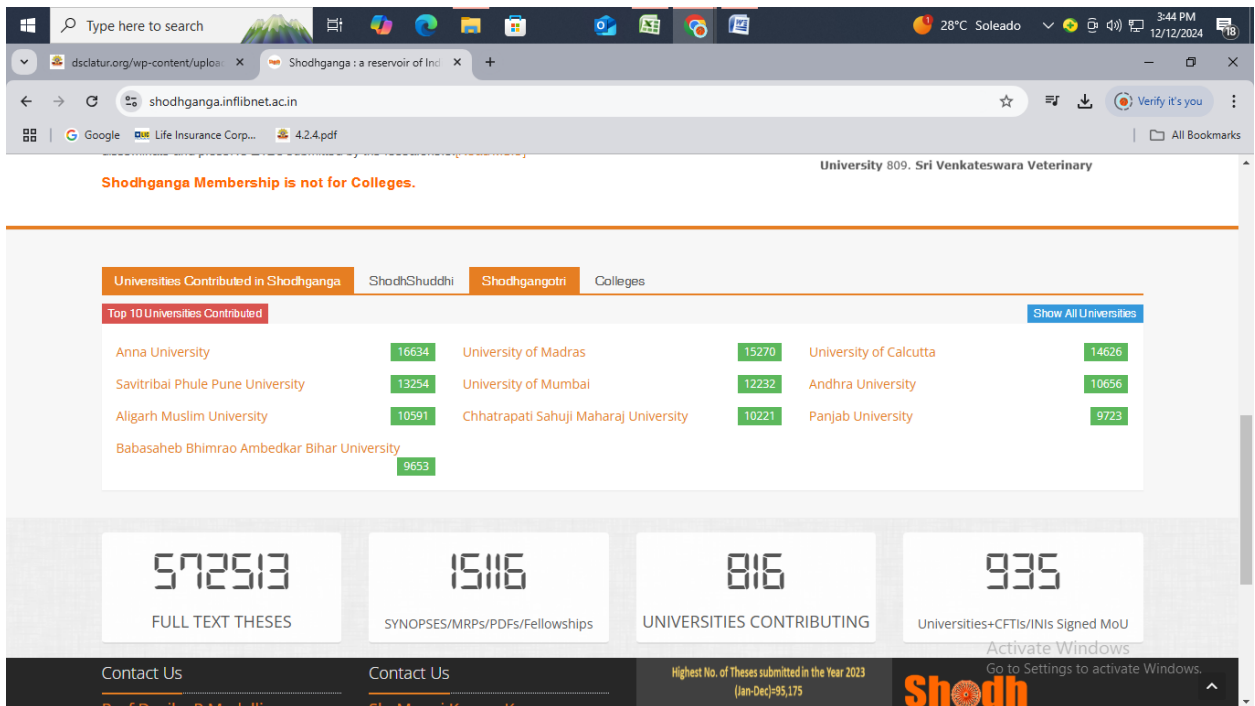 Type here to search
28°C Soleado
3:44 PM
12/12/2024
18
dsclatur.org/wp-content/uploa
Shodhganga : a reservoir of Ind
shodhganga.inflibnet.ac.in
Verify it's you
Google
Life Insurance Corp...
4.2.4.pdf
All Bookmarks
University 809. Sri Venkateswara Veterinary
Shodhganga Membership is not for Colleges.
Universities Contributed in Shodhganga ShodhShuddhi Shodhgangotri Colleges
Top 10 Universities Contributed Show All Universities
Anna University 16634 University of Madras 15270 University of Calcutta 14626
Savitribai Phule Pune University 13254 University of Mumbai 12232 Andhra University 10656
Aligarh Muslim University 10591 Chhatrapati Sahuji Maharaj University 10221 Panjab University 9723
Babasaheb Bhimrao Ambedkar Bihar University
9653
572513 15116 816 935
FULL TEXT THESES SYNOPSES/MRPs/PDFs/Fellowships UNIVERSITIES CONTRIBUTING Universities+CFTIs/INIs Signed MoU
Activate Windows
Go to Settings to activate Windows.
Contact Us Contact Us
Highest No. of Theses submitted in the Year 2023
(Jan-Dec)=95,175
Shodh